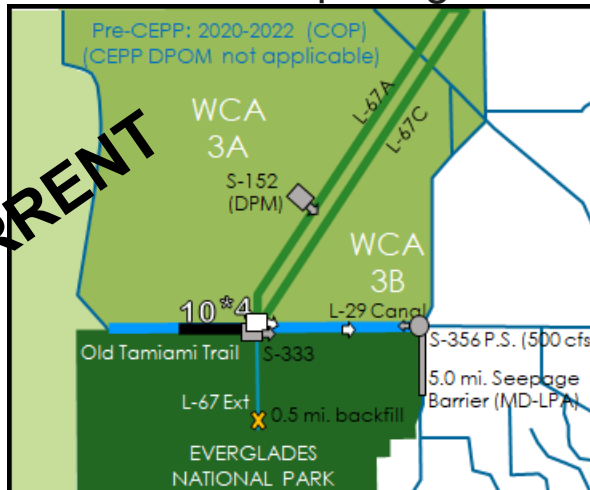 Pre-CEPP: 2020-2022 (COP)
(CEPP DPOM not applicable)
WCA
3A
L-67A
L-67C
S-152
(DPM)
WCA
3B
10*4
L-29 Canal
Old Tamiami Trail
S-333
S-356 P.S. (500 cfs
5.0 mi. Seepage
Barrier (MD-LPA)
L-67 Ext
0.5 mi. backfill
EVERGLADES
NATIONAL PARK
RRENT